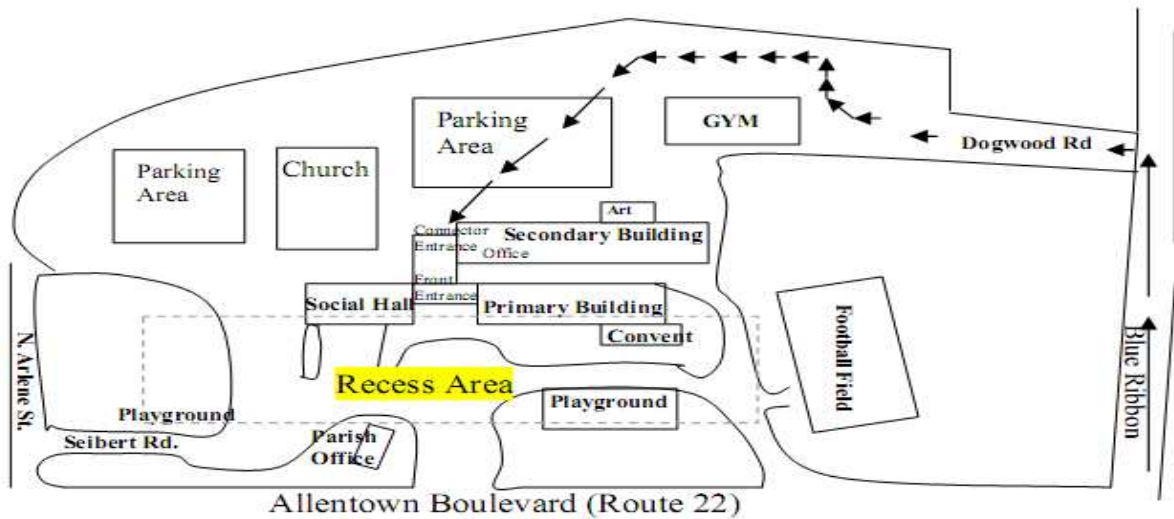 Parking
Area
GYM
Dogwood Rd
Parking
Area
Church
Art
Connector
Entrance
Office
Secondary Building
Front
Entrance
Social Hall
Primary Building
Convent
Football Field
Blue Ribbon
N. Arlene St.
Recess Area
Playground
Playground
Seibert Rd.
Parish
Office
Allentown Boulevard (Route 22)